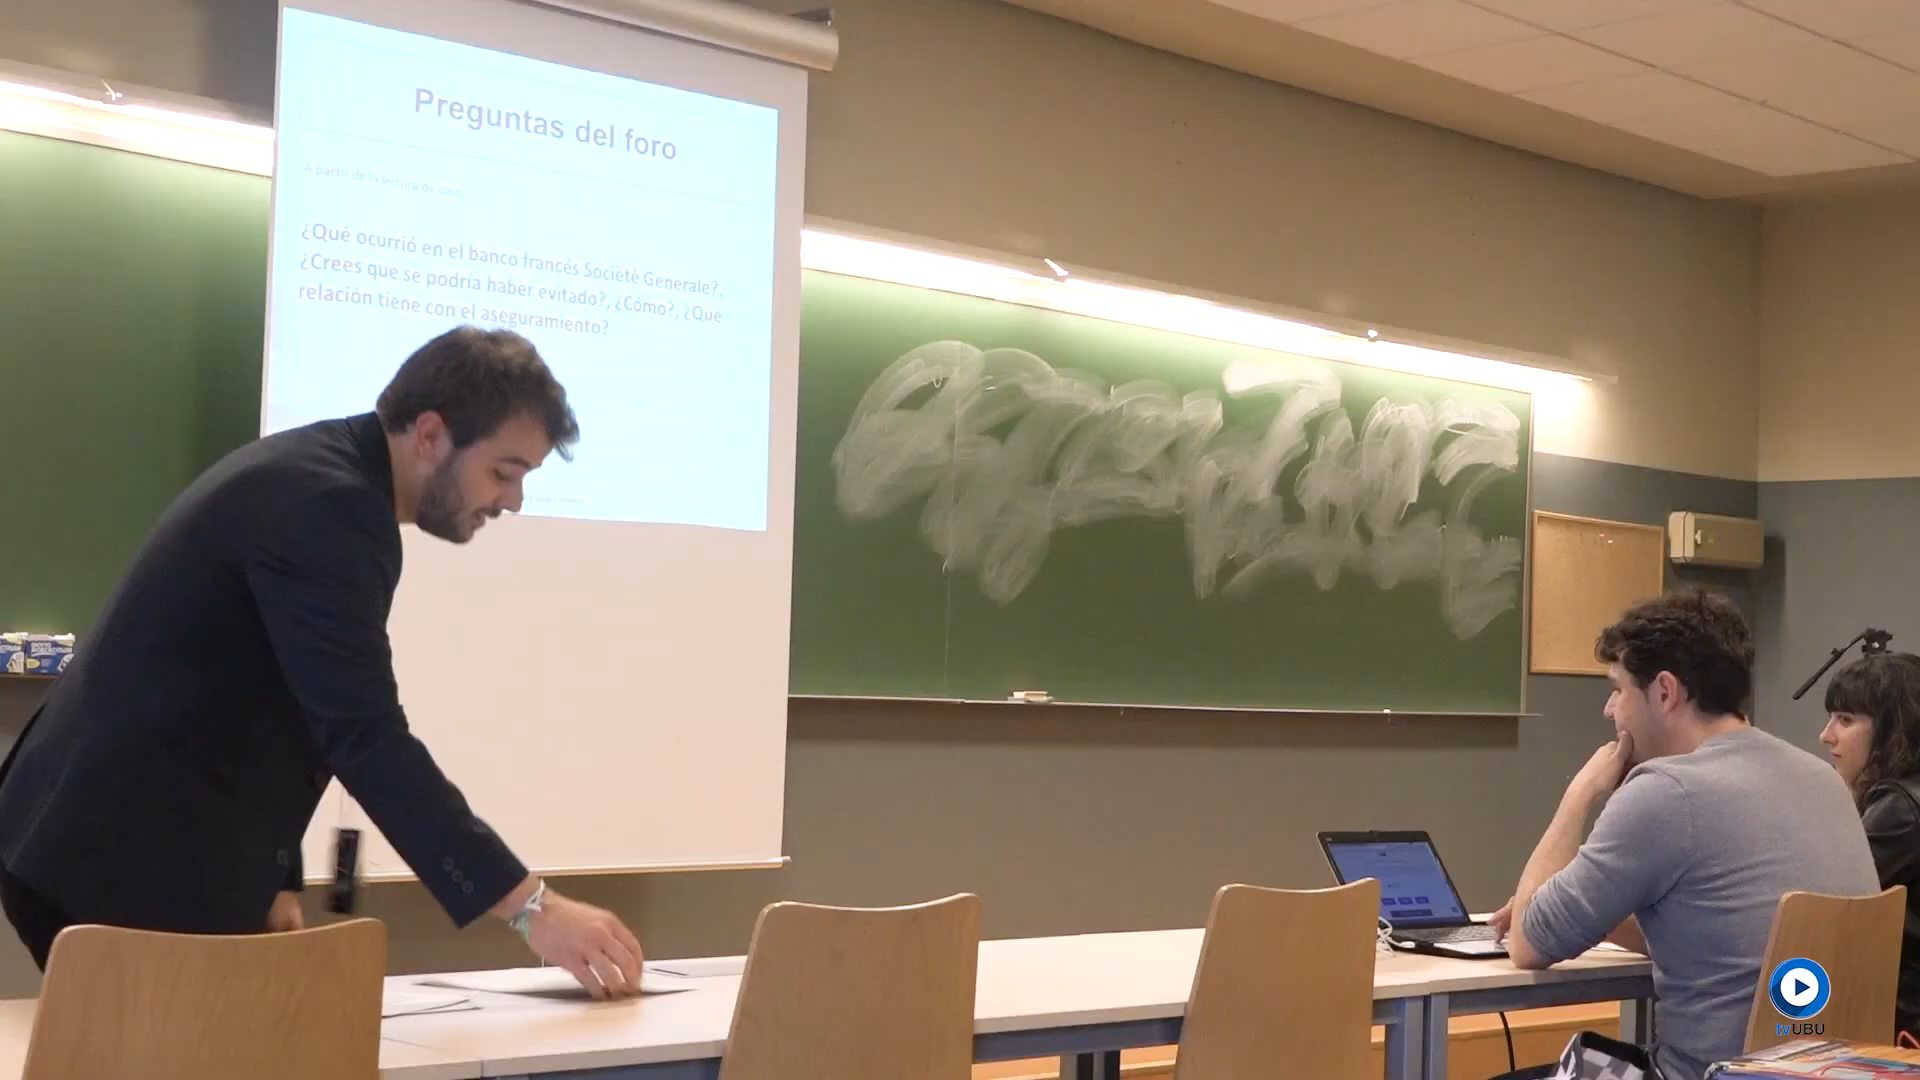 Preguntas del foro
A partir de la lectura de caso,
¿Qué ocurrió en el banco francés Societè Generale?,
¿Crees que se podría haber evitado?, ¿Cómo?, ¿Qué
relación tiene con el aseguramiento?
tvUBU